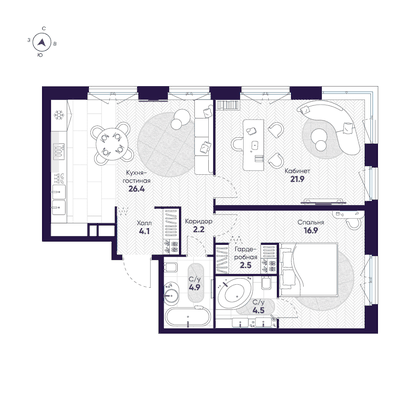 С
З
В
Ю
Кухня-
гостиная
26.4
Кабинет
21.9
Холл
4.1
Коридор
2.2
Спальня
16.9
Гарде-
робная
2.5
С/у
4.9
С/у
4.5